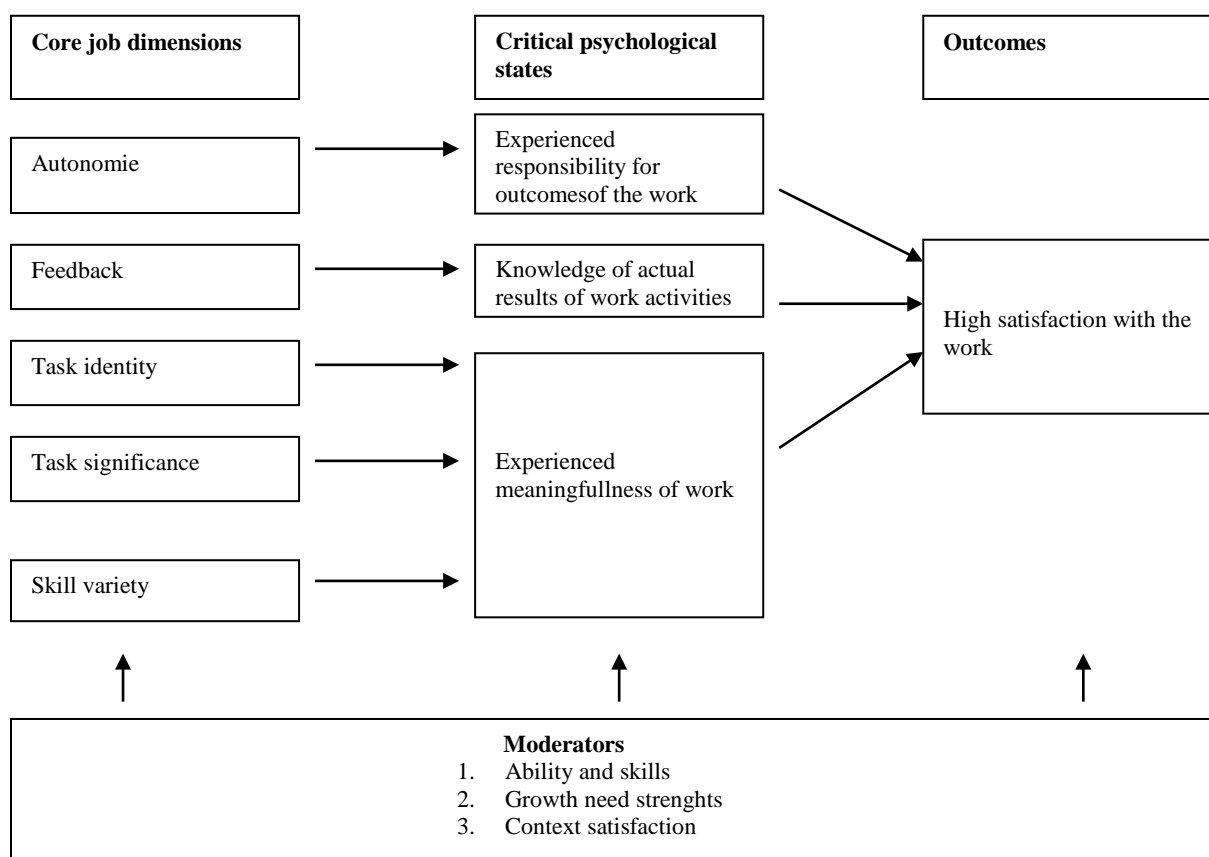 Core job dimensions
Critical psychological
states
Outcomes
Autonomie
Experienced
responsibility for
outcomesof the work
Feedback
Knowledge of actual
results of work activities
High satisfaction with the
work
Task identity
Task significance
Experienced
meaningfullness of work
Skill variety
Moderators
1. Ability and skills
2. Growth need strenghts
3. Context satisfaction